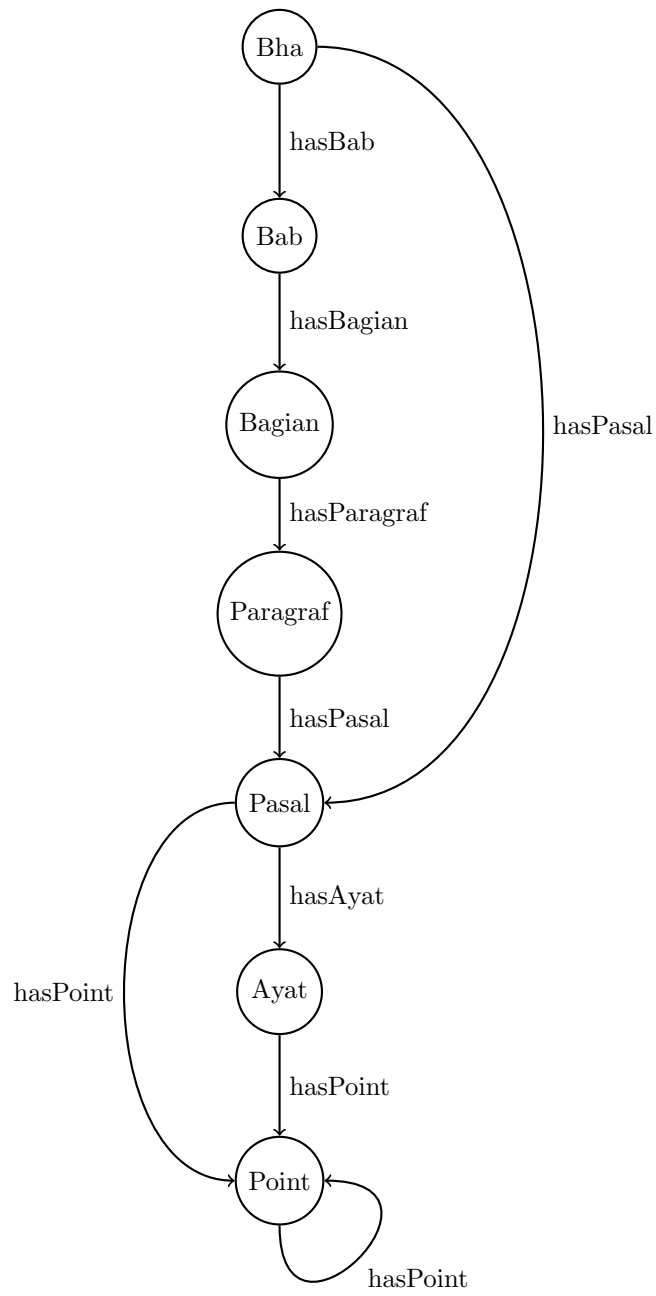 Bha
hasBab
Bab
hasBagian
Bagian
hasPasal
hasParagraf
Paragraf
hasPasal
Pasal
hasAyat
Ayat
hasPoint
hasPoint
Point
hasPoint